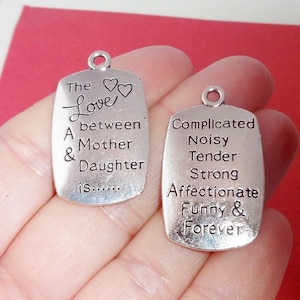 The
Love
A between
& Mother
Daughter
is......
Complicated
Noisy
Tender
Strong
Affectionate
Funny &
Forever